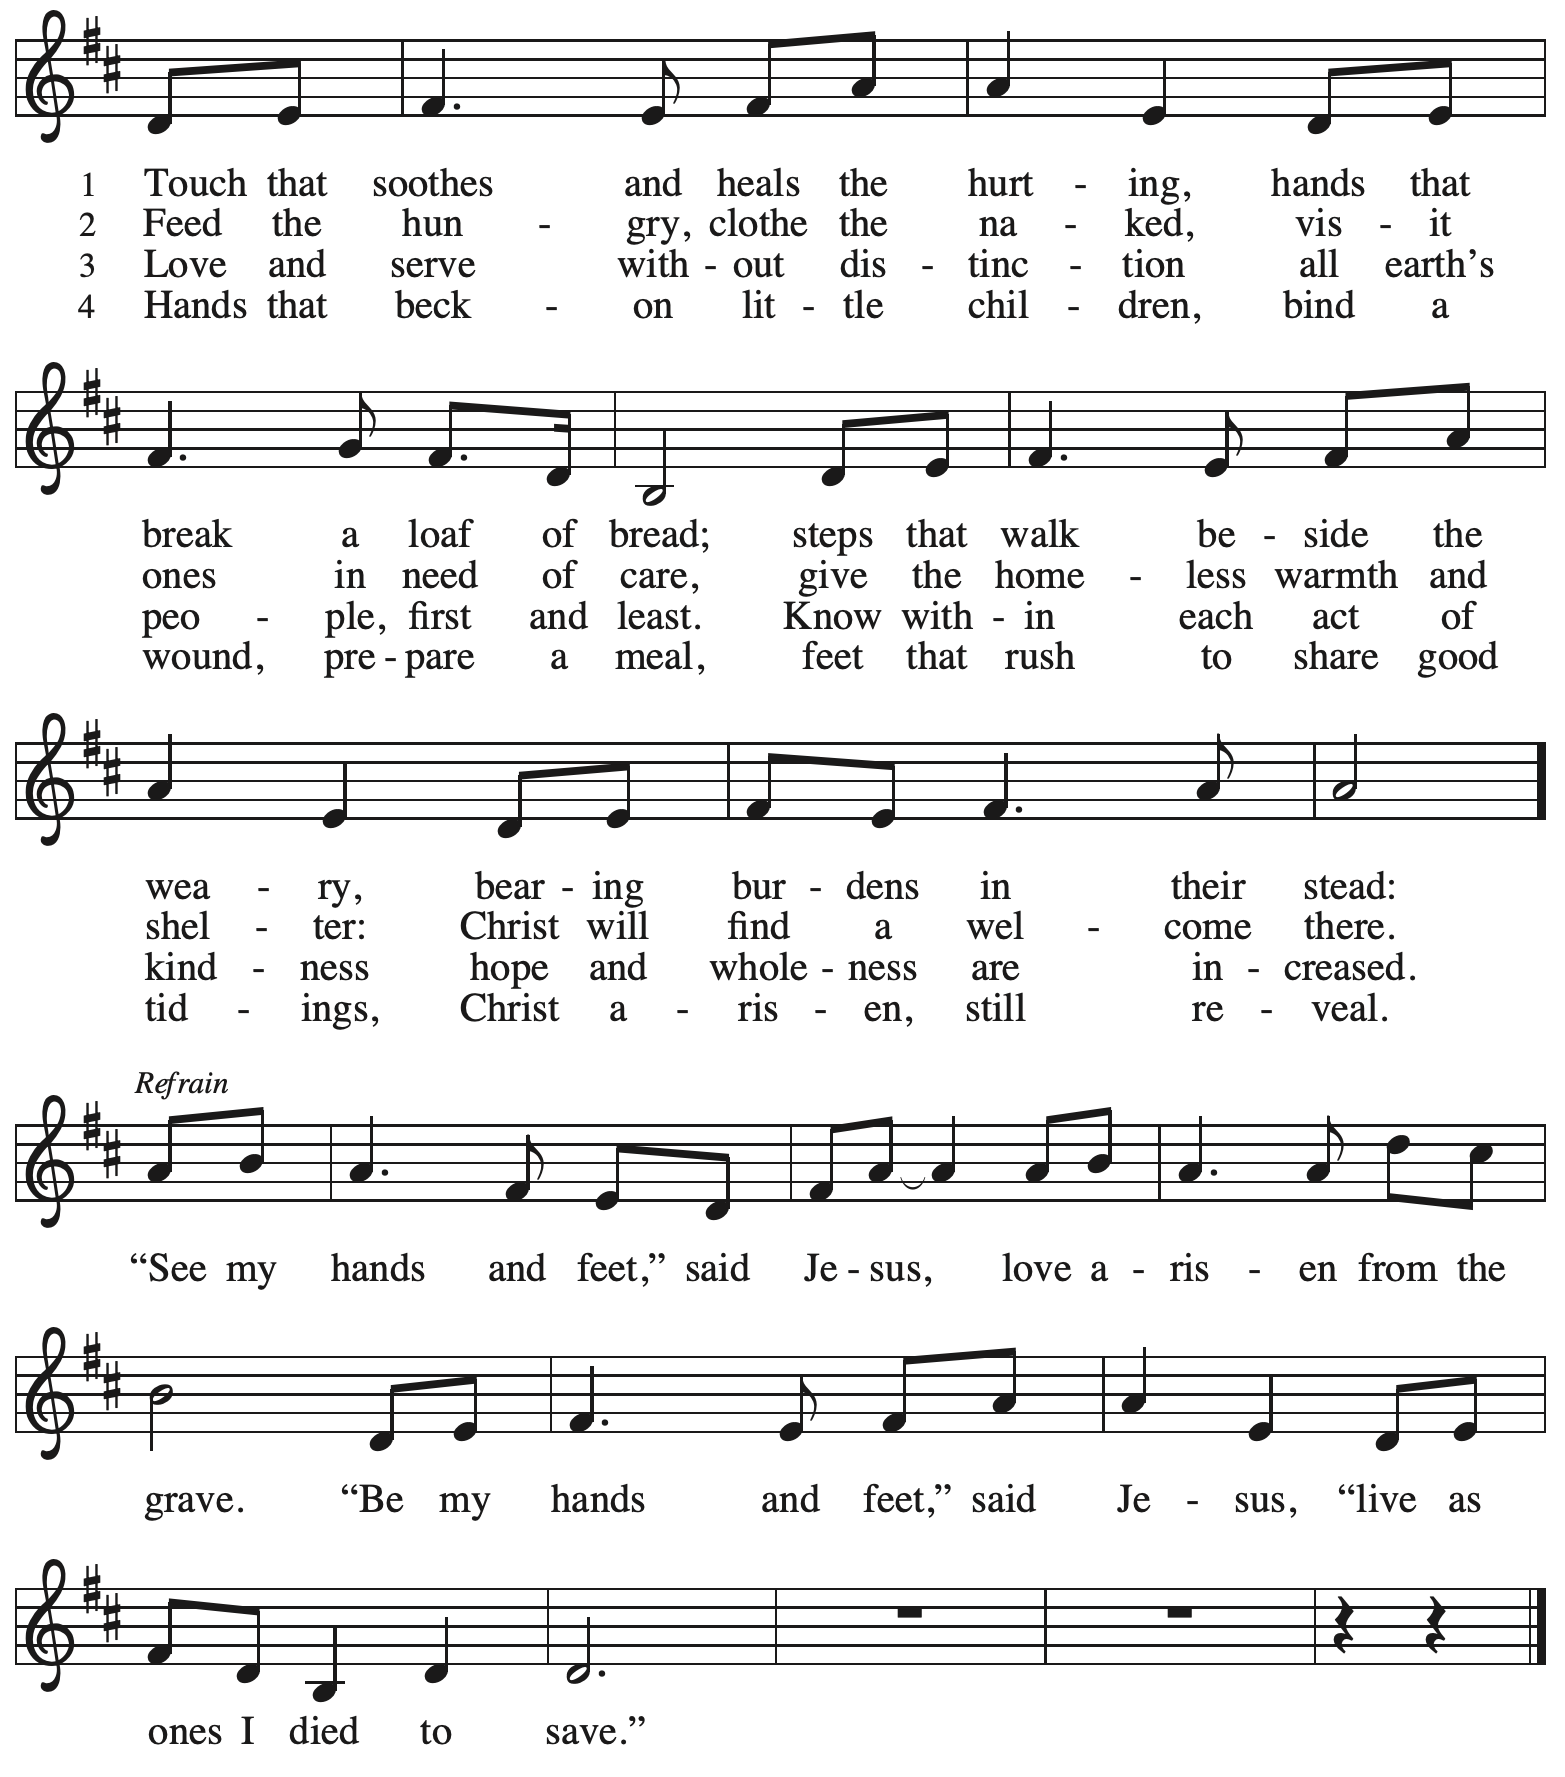 1 Touch that soothes and heals the hurt - ing, hands that
2 Feed the hun - gry, clothe the na - ked, vis - it
3 Love and serve with - out dis - tinc - tion all earth’s
4 Hands that beck - on lit - tle chil - dren, bind a
break a loaf of bread; steps that walk be - side the
ones in need of care, give the home - less warmth and
peo - ple, first and least. Know with - in each act of
wound, pre - pare a meal, feet that rush to share good
wea - ry, bear - ing bur - dens in their stead:
shel - ter: Christ will find a wel - come there.
kind - ness hope and whole - ness are in - creased.
tid - ings, Christ a - ris - en, still re - veal.
Refrain
“See my hands and feet,” said Je - sus, love a - ris - en from the
grave. “Be my hands and feet,” said Je - sus, “live as
ones I died to save.”